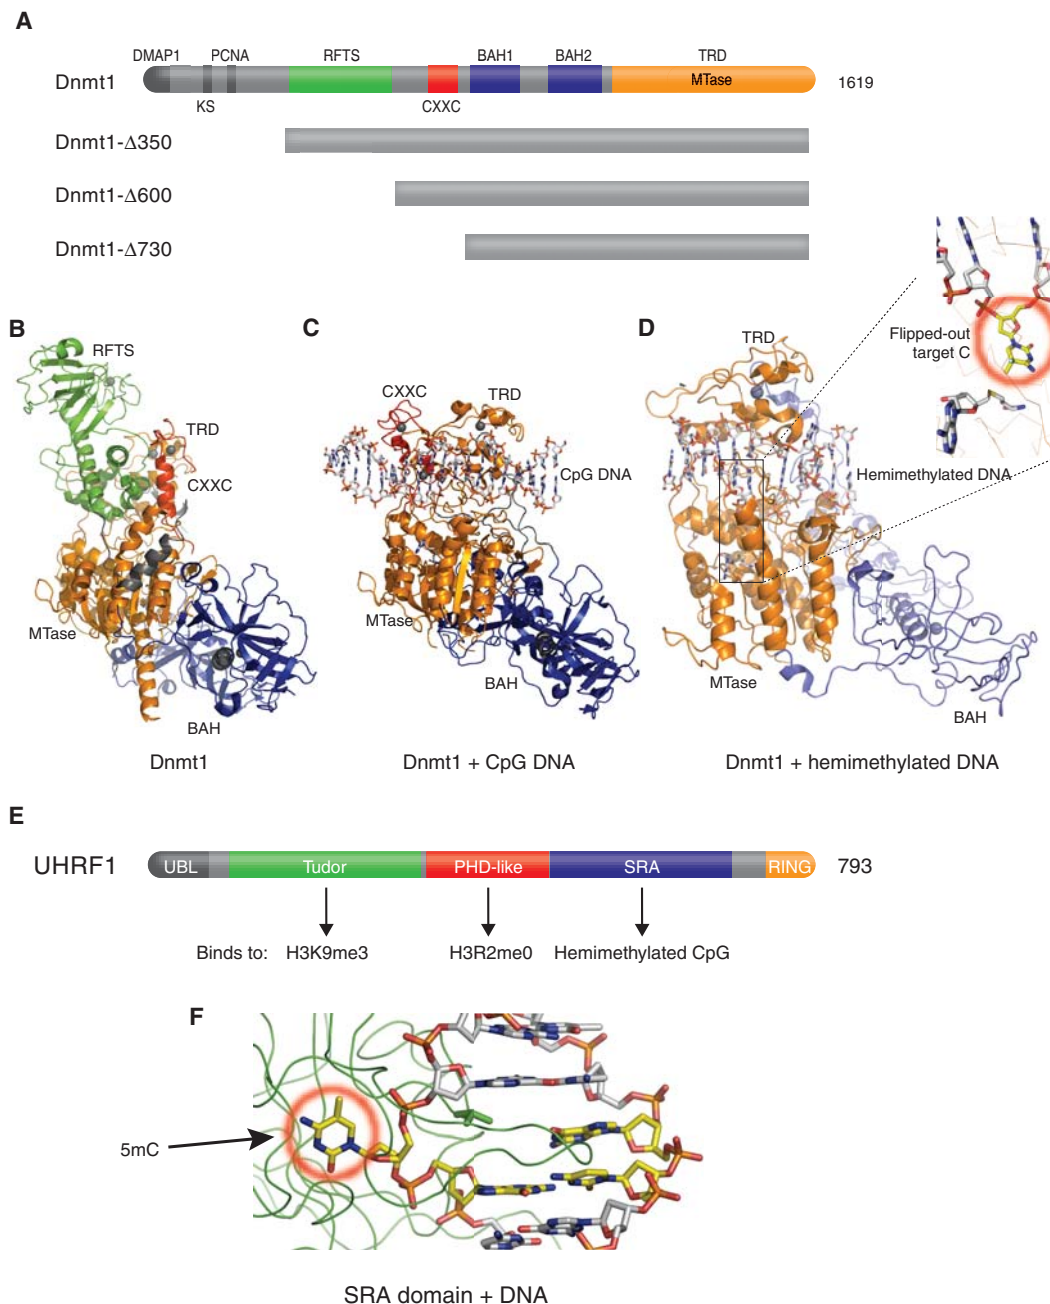 A
DMAP1 PCNA RFTS BAH1 BAH2 TRD
Dnmt1 MTase 1619
KS CXXC
Dnmt1-Δ350
Dnmt1-Δ600
Dnmt1-Δ730
B
RFTS
TRD
CXXC
MTase
BAH
Dnmt1
C
CXXC
TRD
CpG DNA
MTase
BAH
Dnmt1 + CpG DNA
D
TRD
Flipped-out
target C
Hemimethylated DNA
MTase
BAH
Dnmt1 + hemimethylated DNA
E
UHRF1 UBL Tudor PHD-like SRA RING 793
Binds to: H3K9me3 H3R2me0 Hemimethylated CpG
F
5mC
SRA domain + DNA